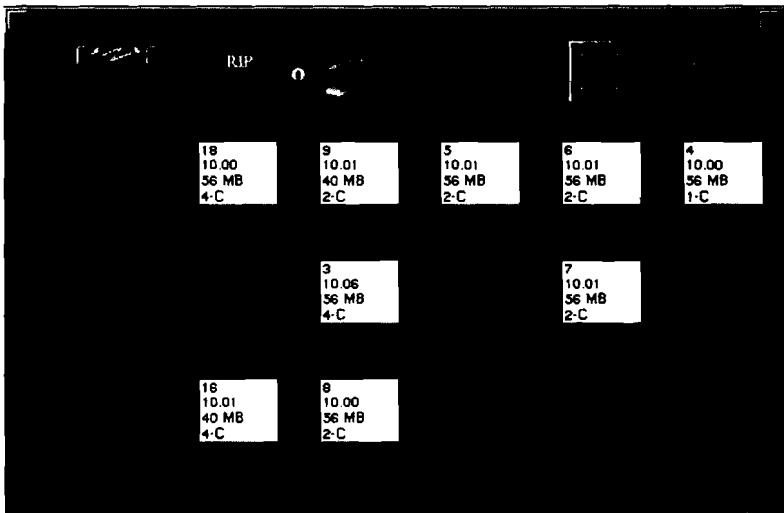 RIP
18
10.00
56 MB
4-C
9
10.01
40 MB
2-C
5
10.01
56 MB
2-C
6
10.01
56 MB
2-C
4
10.00
56 MB
1-C
3
10.06
56 MB
4-C
7
10.01
56 MB
2-C
16
10.01
40 MB
4-C
8
10.00
56 MB
2-C